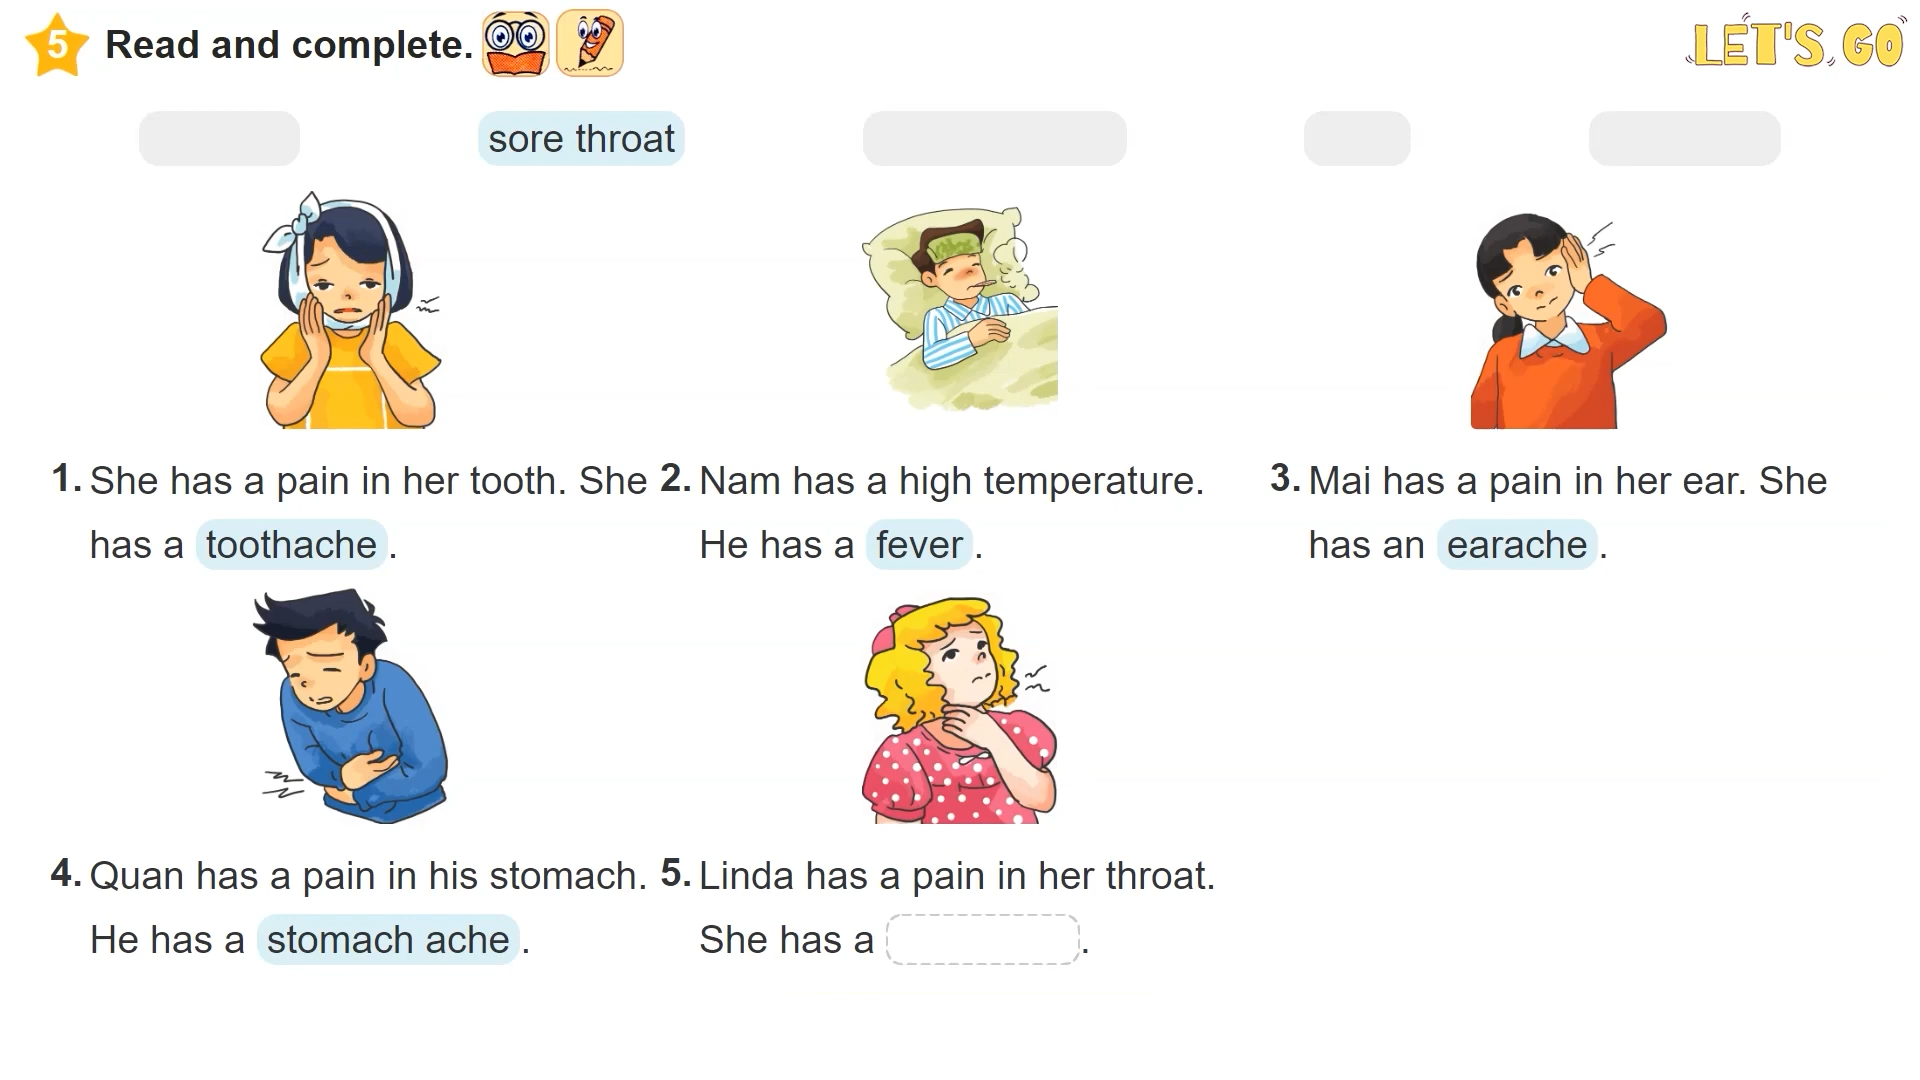 5 Read and complete.
LET'S GO
sore throat
1. She has a pain in her tooth. She
has a toothache.
2. Nam has a high temperature.
He has a fever.
3. Mai has a pain in her ear. She
has an earache.
4. Quan has a pain in his stomach.
He has a stomach ache.
5. Linda has a pain in her throat.
She has a .